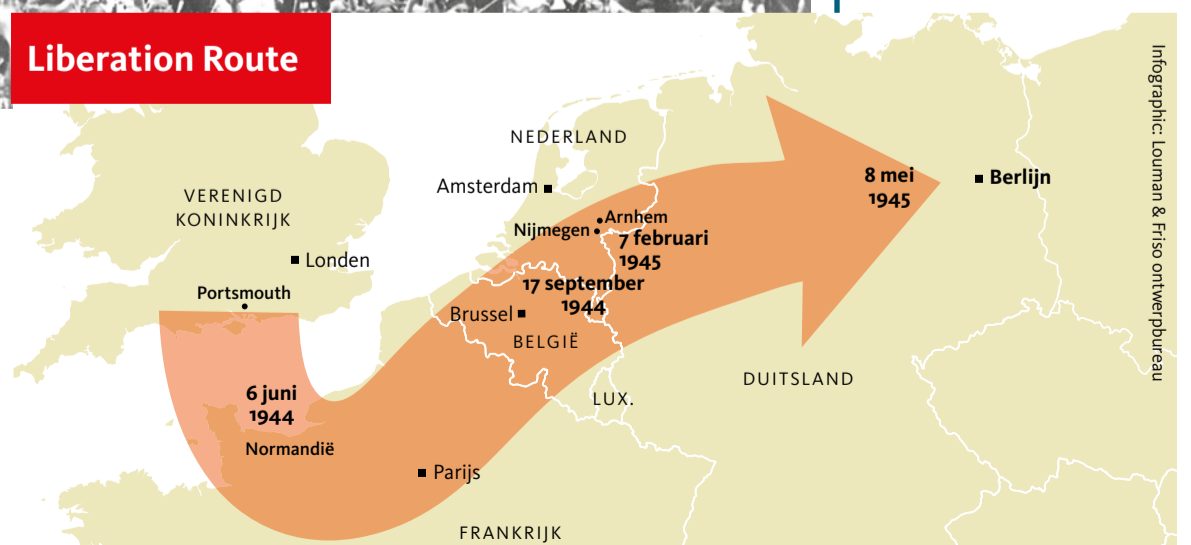 Liberation Route
NEDERLAND
Amsterdam
VERENIGD
KONINKRIJK
Arnhem
Nijmegen
7 februari
1945
8 mei
1945
Berlijn
Londen
Portsmouth
17 september
1944
Brussel
BELGIË
DUITSLAND
LUX.
6 juni
1944
Normandië
Parijs
FRANKRIJK
Infographic: Louman & Friso ontwerpbureau